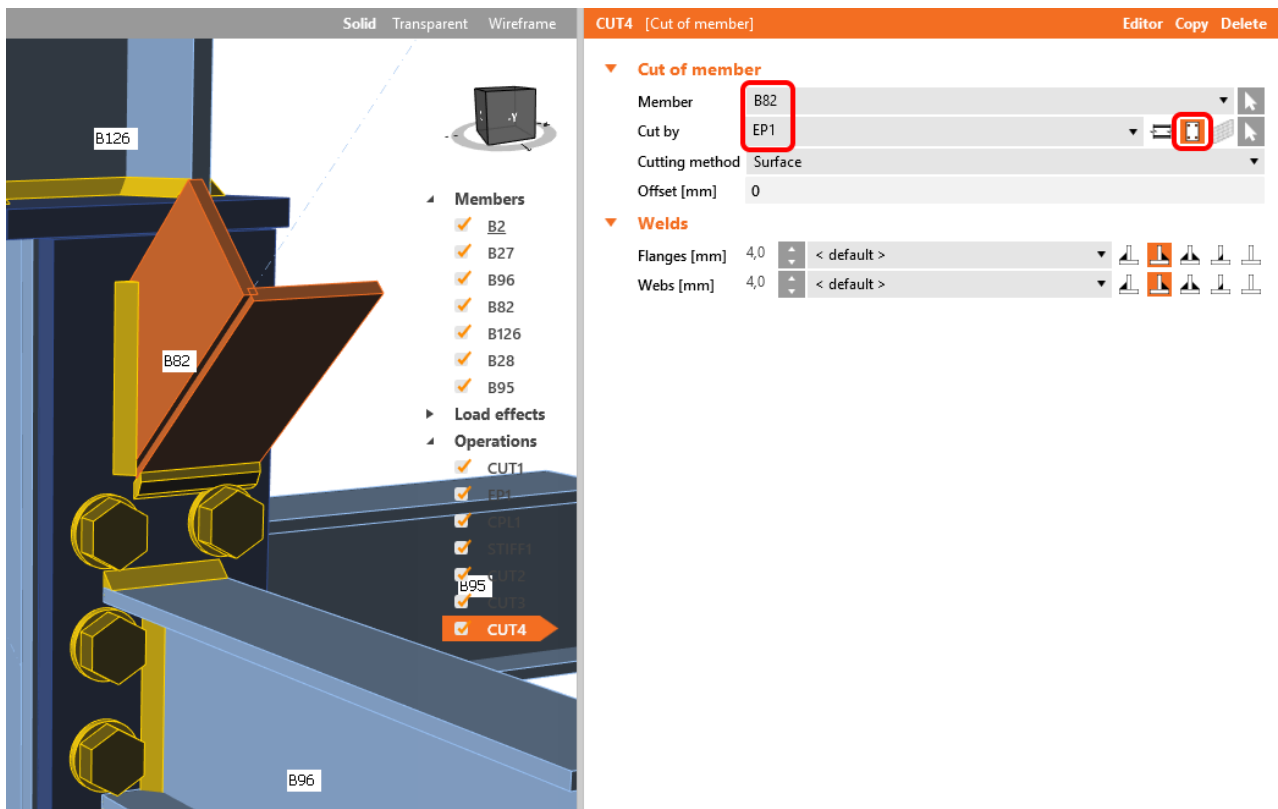 Solid Transparent Wireframe
CUT4 [Cut of member] Editor Copy Delete
Cut of member
Member B82
Cut by EP1
Cutting method Surface
Offset [mm] 0
Welds
Flanges [mm] 4,0 < default >
Webs [mm] 4,0 < default >
-Y
B126
B82
B95
B96
Members
B2
B27
B96
B82
B126
B28
B95
Load effects
Operations
CUT1
EP1
CPL1
STIFF1
CUT2
CUT3
CUT4